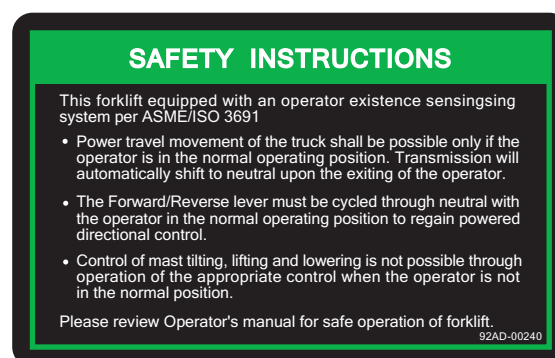 SAFETY INSTRUCTIONS
This forklift equipped with an operator existence sensingsing
system per ASME/ISO 3691
• Power travel movement of the truck shall be possible only if the
operator is in the normal operating position. Transmission will
automatically shift to neutral upon the exiting of the operator.
• The Forward/Reverse lever must be cycled through neutral with
the operator in the normal operating position to regain powered
directional control.
• Control of mast tilting, lifting and lowering is not possible through
operation of the appropriate control when the operator is not
in the normal position.
Please review Operator's manual for safe operation of forklift.
92AD-00240